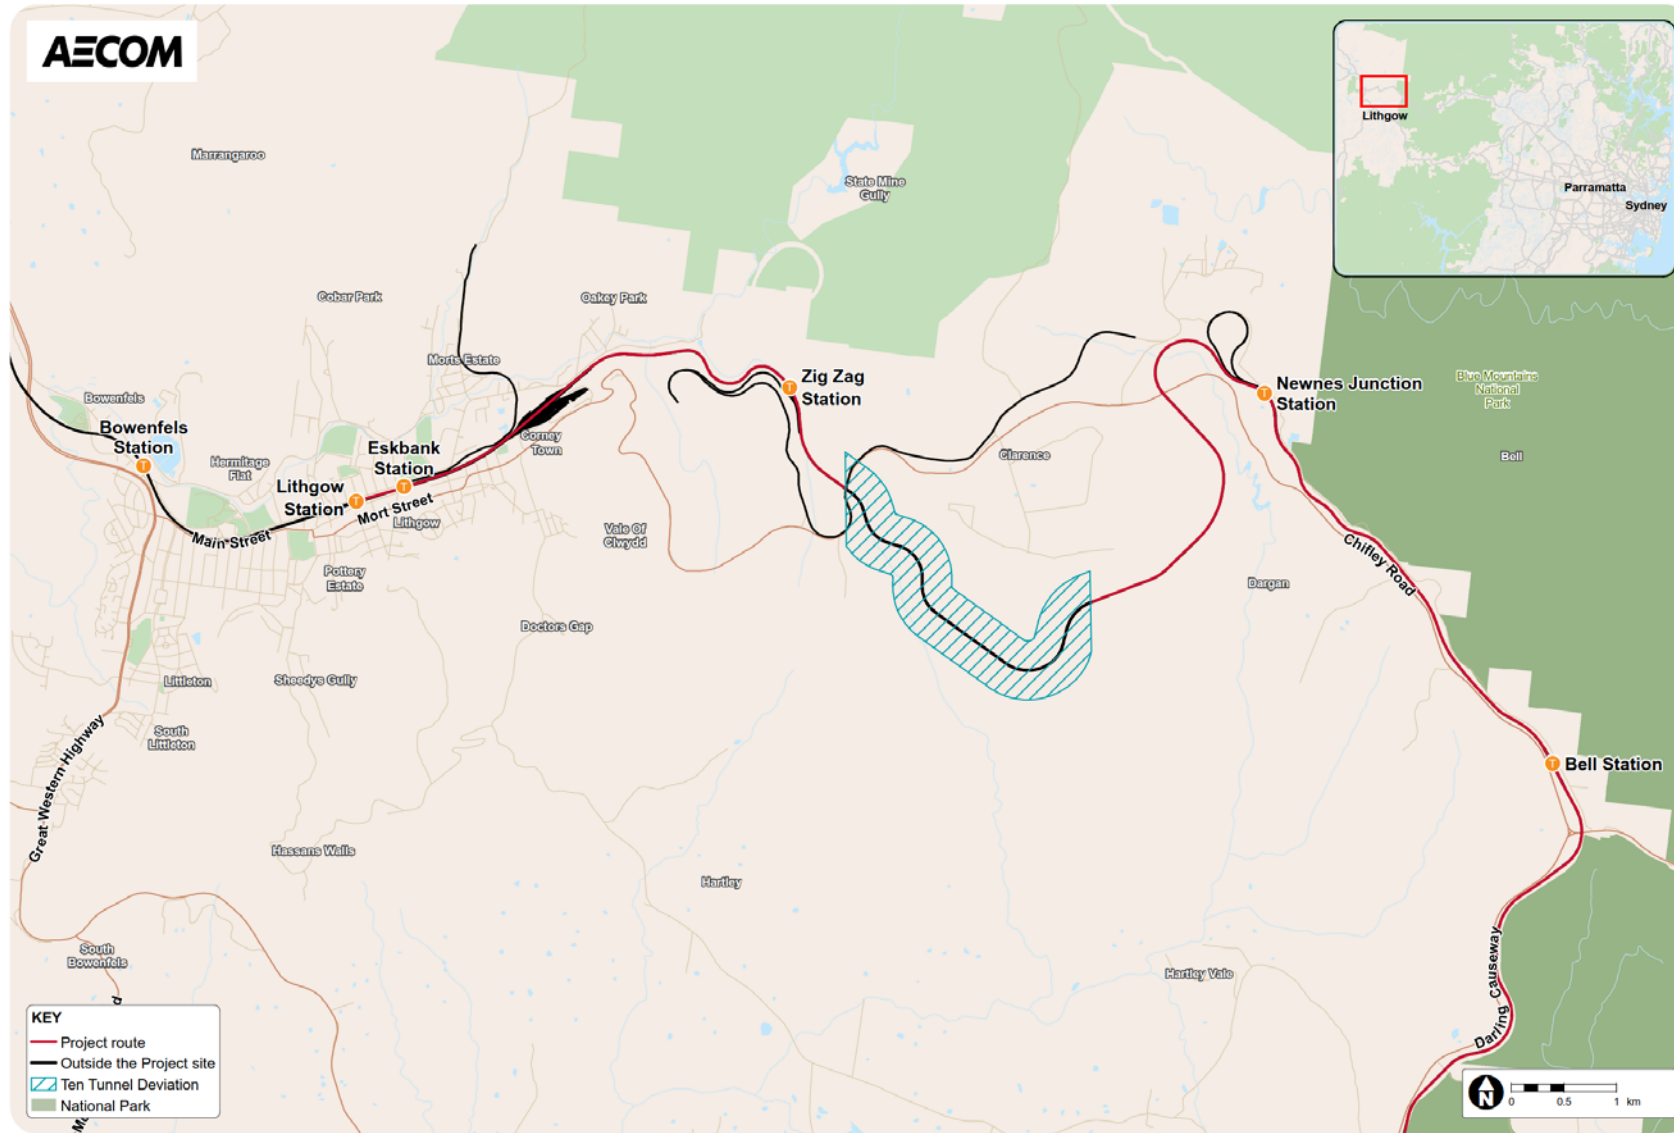 AECOM
Lithgow
Parramatta
Sydney
Marrangaroo
State Mine
Gully
Cobar Park
Oakey Park
Morts Estate
Zig Zag
Station
Newnes Junction
Station
Blue Mountains
National
Park
Bowenfels
Bowenfels
Station
Eskbank
Station
Corney
Town
Clarence
Bell
Hermitage
Flat
Lithgow
Station
Mort Street
Lithgow
Main Street
Vale Of
Clwydd
Chifley Road
Pottery
Estate
Dargan
Doctors Gap
Littleton
Sheedys Gully
South
Littleton
Bell Station
Great Western Highway
Hassans Walls
Hartley
South
Bowenfels
Hartley Vale
Darling Causeway
KEY
Project route
Outside the Project site
Ten Tunnel Deviation
National Park
N
0 0.5 1 km